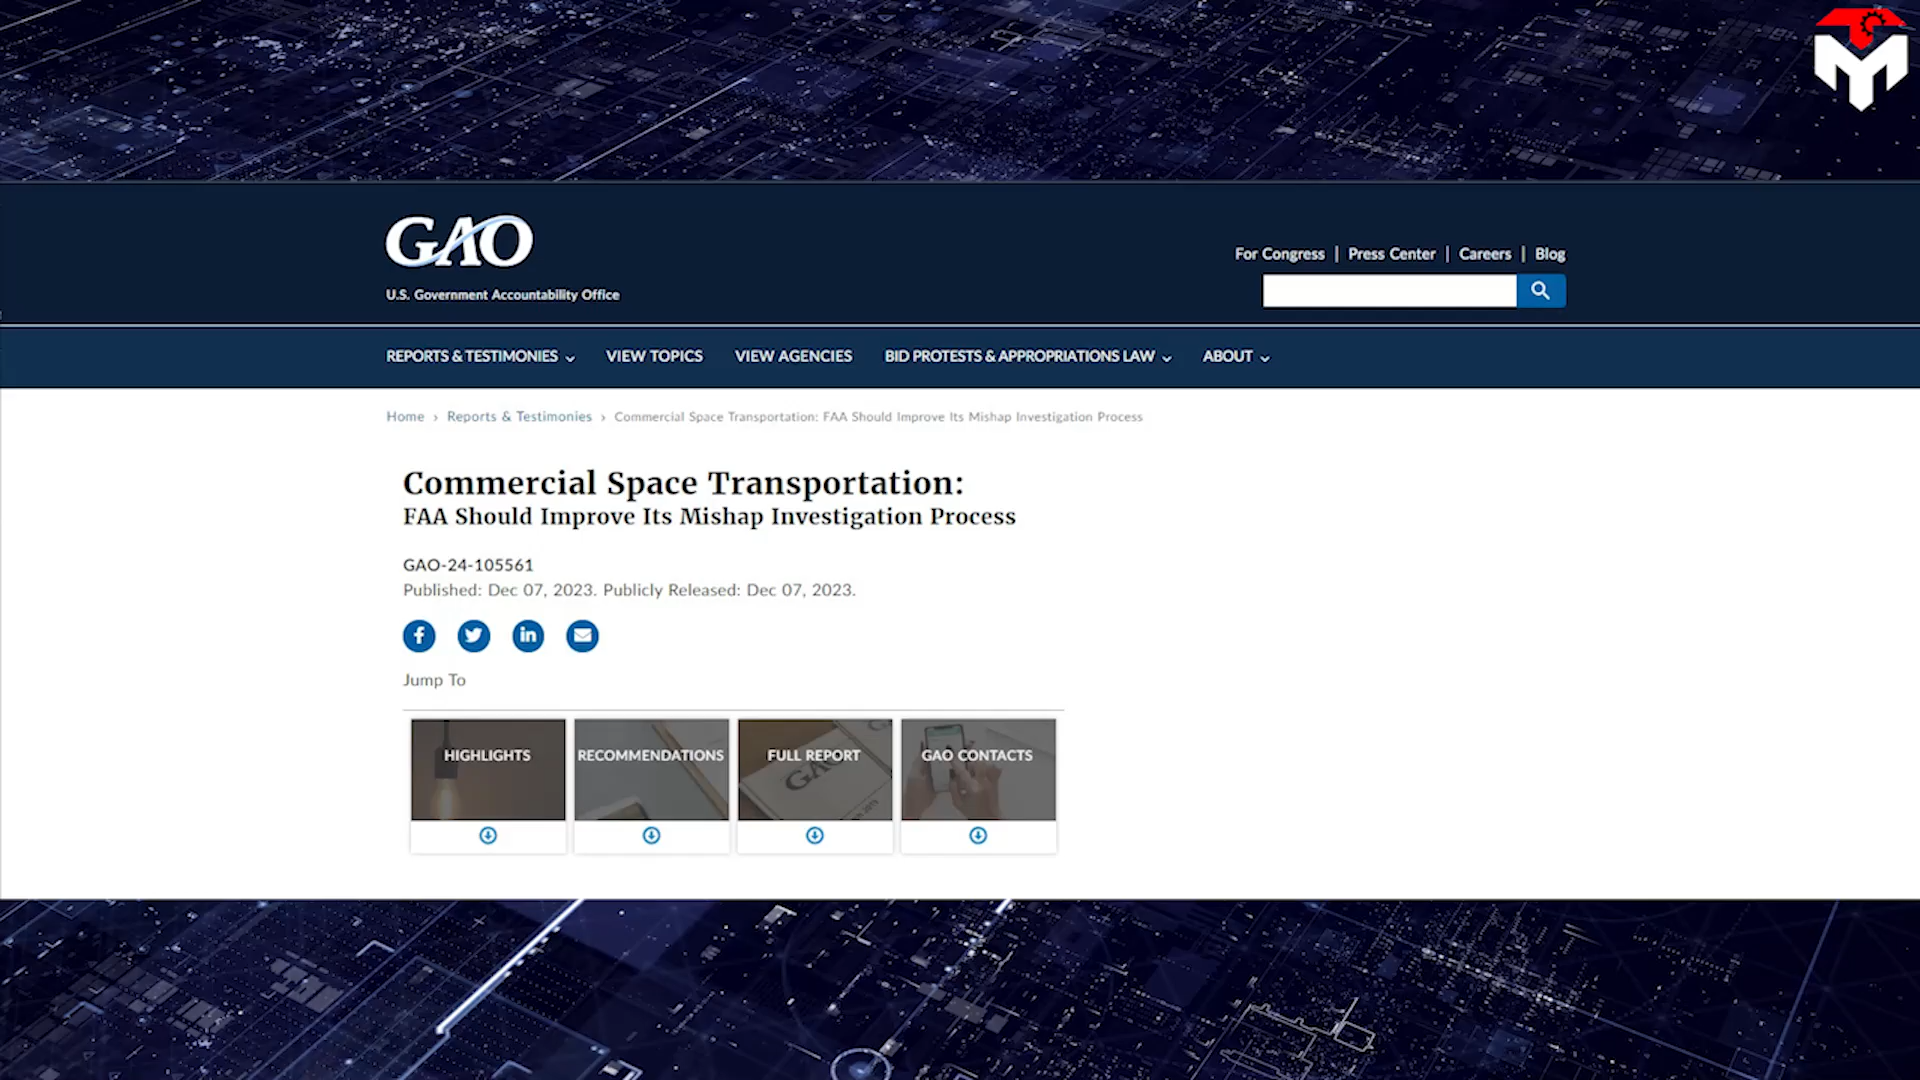 GAO
U.S. Government Accountability Office
For Congress | Press Center | Careers | Blog
REPORTS & TESTIMONIES VIEW TOPICS VIEW AGENCIES BID PROTESTS & APPROPRIATIONS LAW ABOUT
Home › Reports & Testimonies › Commercial Space Transportation: FAA Should Improve Its Mishap Investigation Process
Commercial Space Transportation:
FAA Should Improve Its Mishap Investigation Process
GAO-24-105561
Published: Dec 07, 2023. Publicly Released: Dec 07, 2023.
Jump To
HIGHLIGHTS RECOMMENDATIONS FULL REPORT GAO CONTACTS